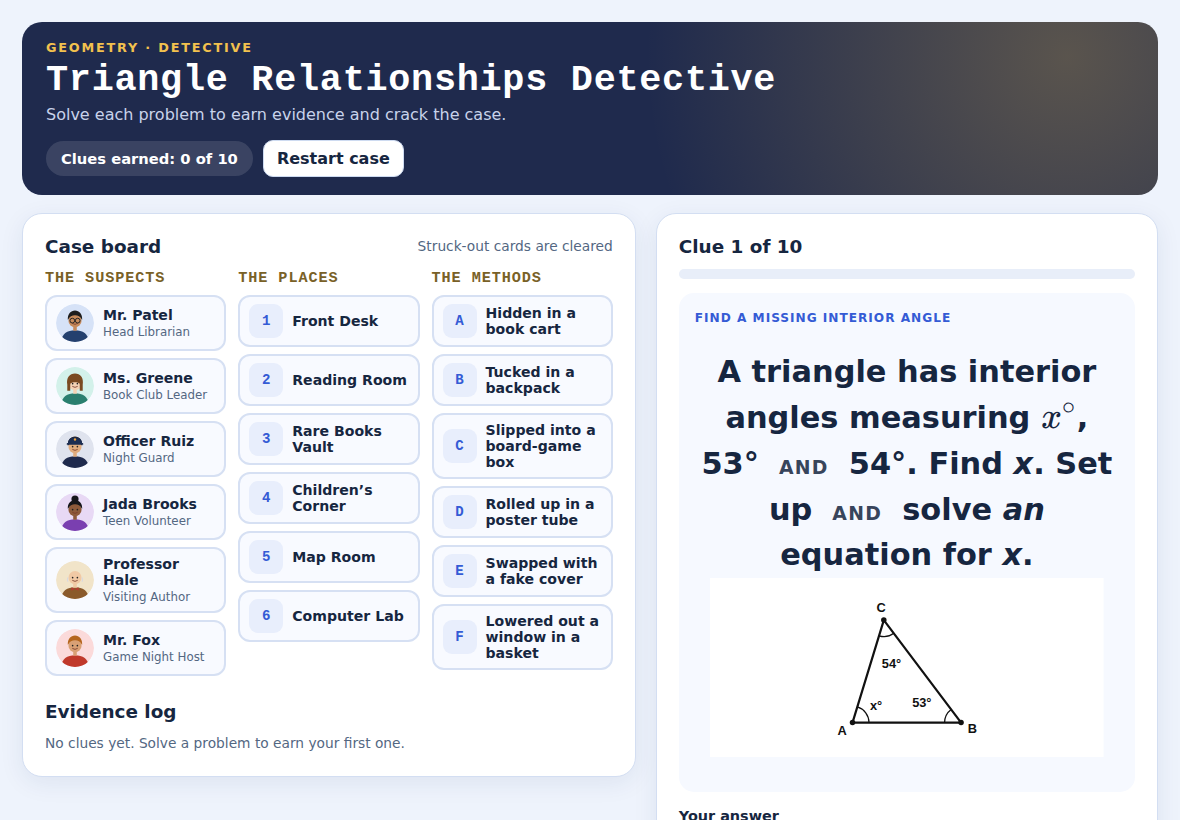 GEOMETRY · DETECTIVE
Triangle Relationships Detective
Solve each problem to earn evidence and crack the case.
Clues earned: 0 of 10
Restart case
Case board
Struck-out cards are cleared
THE SUSPECTS
Mr. Patel
Head Librarian
Ms. Greene
Book Club Leader
Officer Ruiz
Night Guard
Jada Brooks
Teen Volunteer
Professor
Hale
Visiting Author
Mr. Fox
Game Night Host
THE PLACES
1 Front Desk
2 Reading Room
3 Rare Books
Vault
4 Children’s
Corner
5 Map Room
6 Computer Lab
THE METHODS
A Hidden in a
book cart
B Tucked in a
backpack
C Slipped into a
board-game
box
D Rolled up in a
poster tube
E Swapped with
a fake cover
F Lowered out a
window in a
basket
Evidence log
No clues yet. Solve a problem to earn your first one.
Clue 1 of 10
FIND A MISSING INTERIOR ANGLE
A triangle has interior
angles measuring x°,
53° AND 54°. Find x. Set
up AND solve an
equation for x.
C
54°
x°
53°
A
B
Your answer